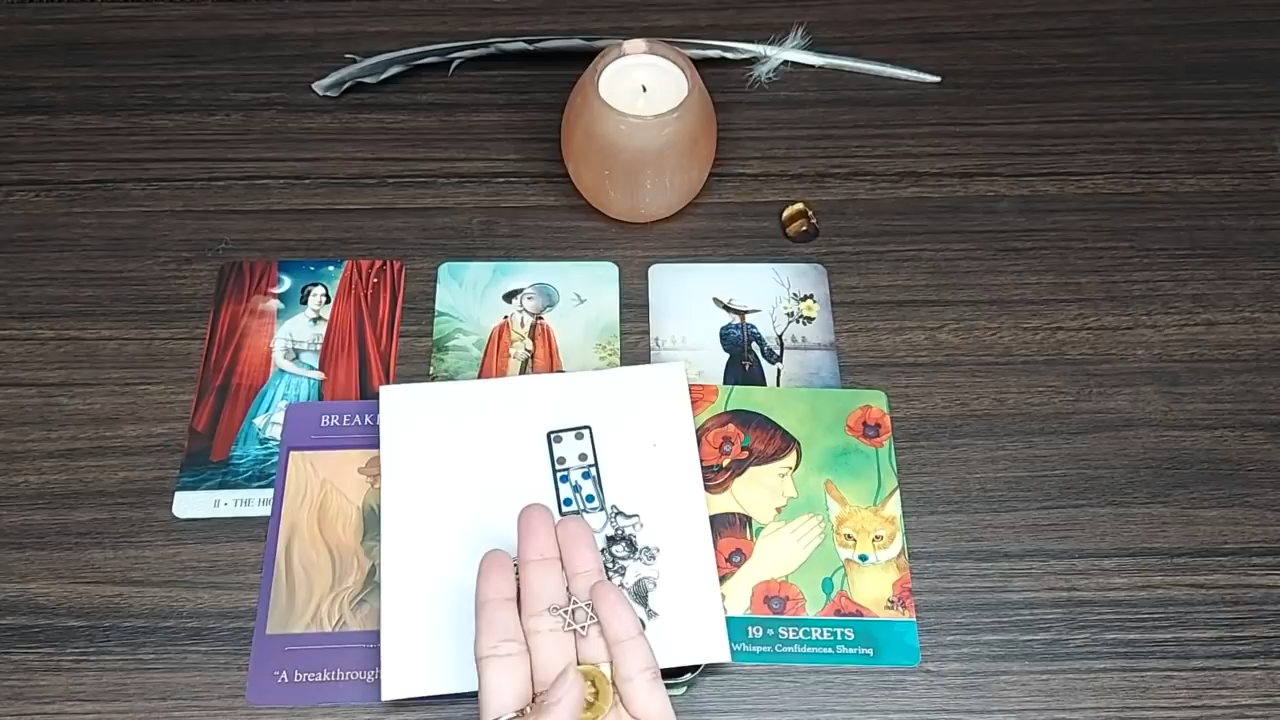 II • THE HI
BREAK
"A breakthrough
19 * SECRETS
Whisper, Confidences, Sharing